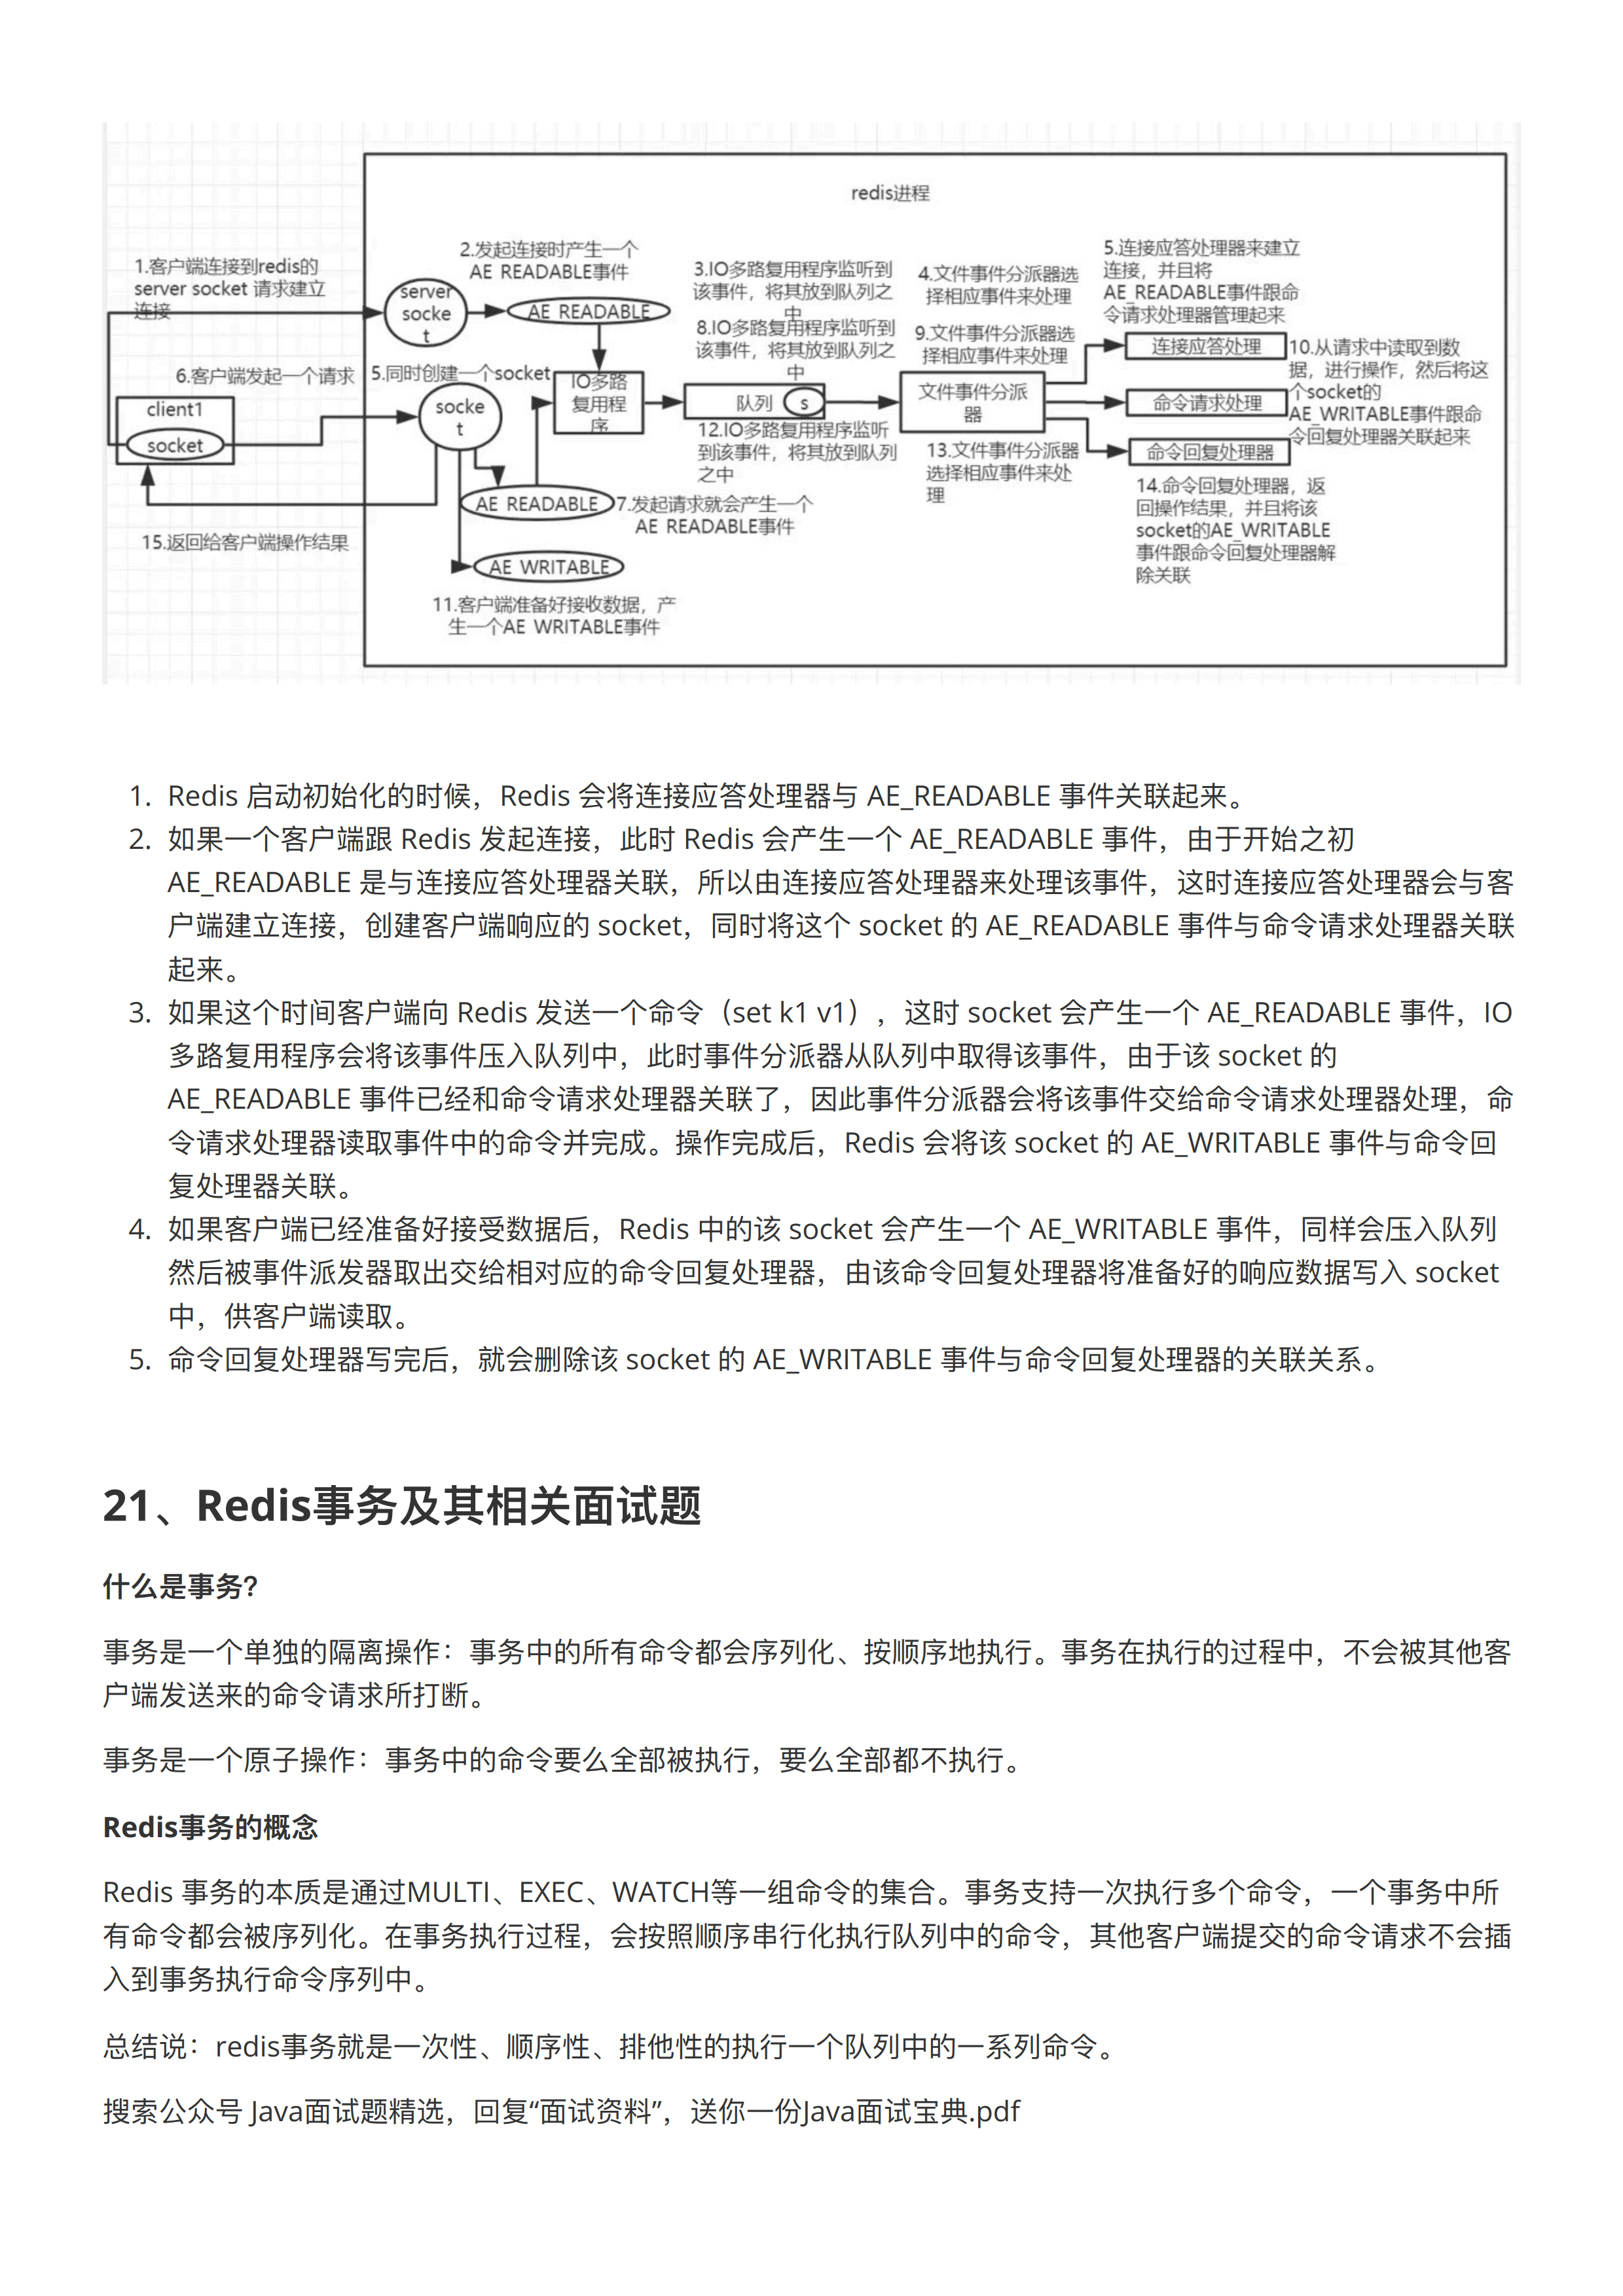 redis进程
1.客户端连接到redis的
server socket 请求建立
连接
server
socke
t
2.发起连接时产生一个
AE_READABLE事件
AE_READABLE
3.IO多路复用程序监听到
该事件，将其放到队列之
中
8.IO多路复用程序监听到
该事件，将其放到队列之
中
4.文件事件分派器选
择相应事件来处理
9.文件事件分派器选
择相应事件来处理
5.连接应答处理器来建立
连接，并且将
AE_READABLE事件跟命
令请求处理器管理起来
6.客户端发起一个请求
5.同时创建一个socket
client1
socket
socke
t
IO多路
复用程
序
队列
s
文件事件分派
器
连接应答处理
命令请求处理
命令回复处理器
10.从请求中读取到数
据，进行操作，然后将这
个socket的
AE_WRITABLE事件跟命
令回复处理器关联起来
12.IO多路复用程序监听
到该事件，将其放到队列
之中
13.文件事件分派器
选择相应事件来处
理
AE_READABLE
7.发起请求就会产生一个
AE_READABLE事件
14.命令回复处理器，返
回操作结果，并且将该
socket的AE_WRITABLE
事件跟命令回复处理器解
除关联
15.返回给客户端操作结果
AE_WRITABLE
11.客户端准备好接收数据，产
生一个AE_WRITABLE事件
1. Redis 启动初始化的时候，Redis 会将连接应答处理器与 AE_READABLE 事件关联起来。
2. 如果一个客户端跟 Redis 发起连接，此时 Redis 会产生一个 AE_READABLE 事件，由于开始之初
AE_READABLE 是与连接应答处理器关联，所以由连接应答处理器来处理该事件，这时连接应答处理器会与客
户端建立连接，创建客户端响应的 socket，同时将这个 socket 的 AE_READABLE 事件与命令请求处理器关联
起来。
3. 如果这个时间客户端向 Redis 发送一个命令（set k1 v1），这时 socket 会产生一个 AE_READABLE 事件，IO
多路复用程序会将该事件压入队列中，此时事件分派器从队列中取得该事件，由于该 socket 的
AE_READABLE 事件已经和命令请求处理器关联了，因此事件分派器会将该事件交给命令请求处理器处理，命
令请求处理器读取事件中的命令并完成。操作完成后，Redis 会将该 socket 的 AE_WRITABLE 事件与命令回
复处理器关联。
4. 如果客户端已经准备好接受数据后，Redis 中的该 socket 会产生一个 AE_WRITABLE 事件，同样会压入队列
然后被事件派发器取出交给相对应的命令回复处理器，由该命令回复处理器将准备好的响应数据写入 socket
中，供客户端读取。
5. 命令回复处理器写完后，就会删除该 socket 的 AE_WRITABLE 事件与命令回复处理器的关联关系。
21、Redis事务及其相关面试题
什么是事务?
事务是一个单独的隔离操作：事务中的所有命令都会序列化、按顺序地执行。事务在执行的过程中，不会被其他客
户端发送来的命令请求所打断。
事务是一个原子操作：事务中的命令要么全部被执行，要么全部都不执行。
Redis事务的概念
Redis 事务的本质是通过MULTI、EXEC、WATCH等一组命令的集合。事务支持一次执行多个命令，一个事务中所
有命令都会被序列化。在事务执行过程，会按照顺序串行化执行队列中的命令，其他客户端提交的命令请求不会插
入到事务执行命令序列中。
总结说：redis事务就是一次性、顺序性、排他性的执行一个队列中的一系列命令。
搜索公众号 Java面试题精选，回复“面试资料”，送你一份Java面试宝典.pdf